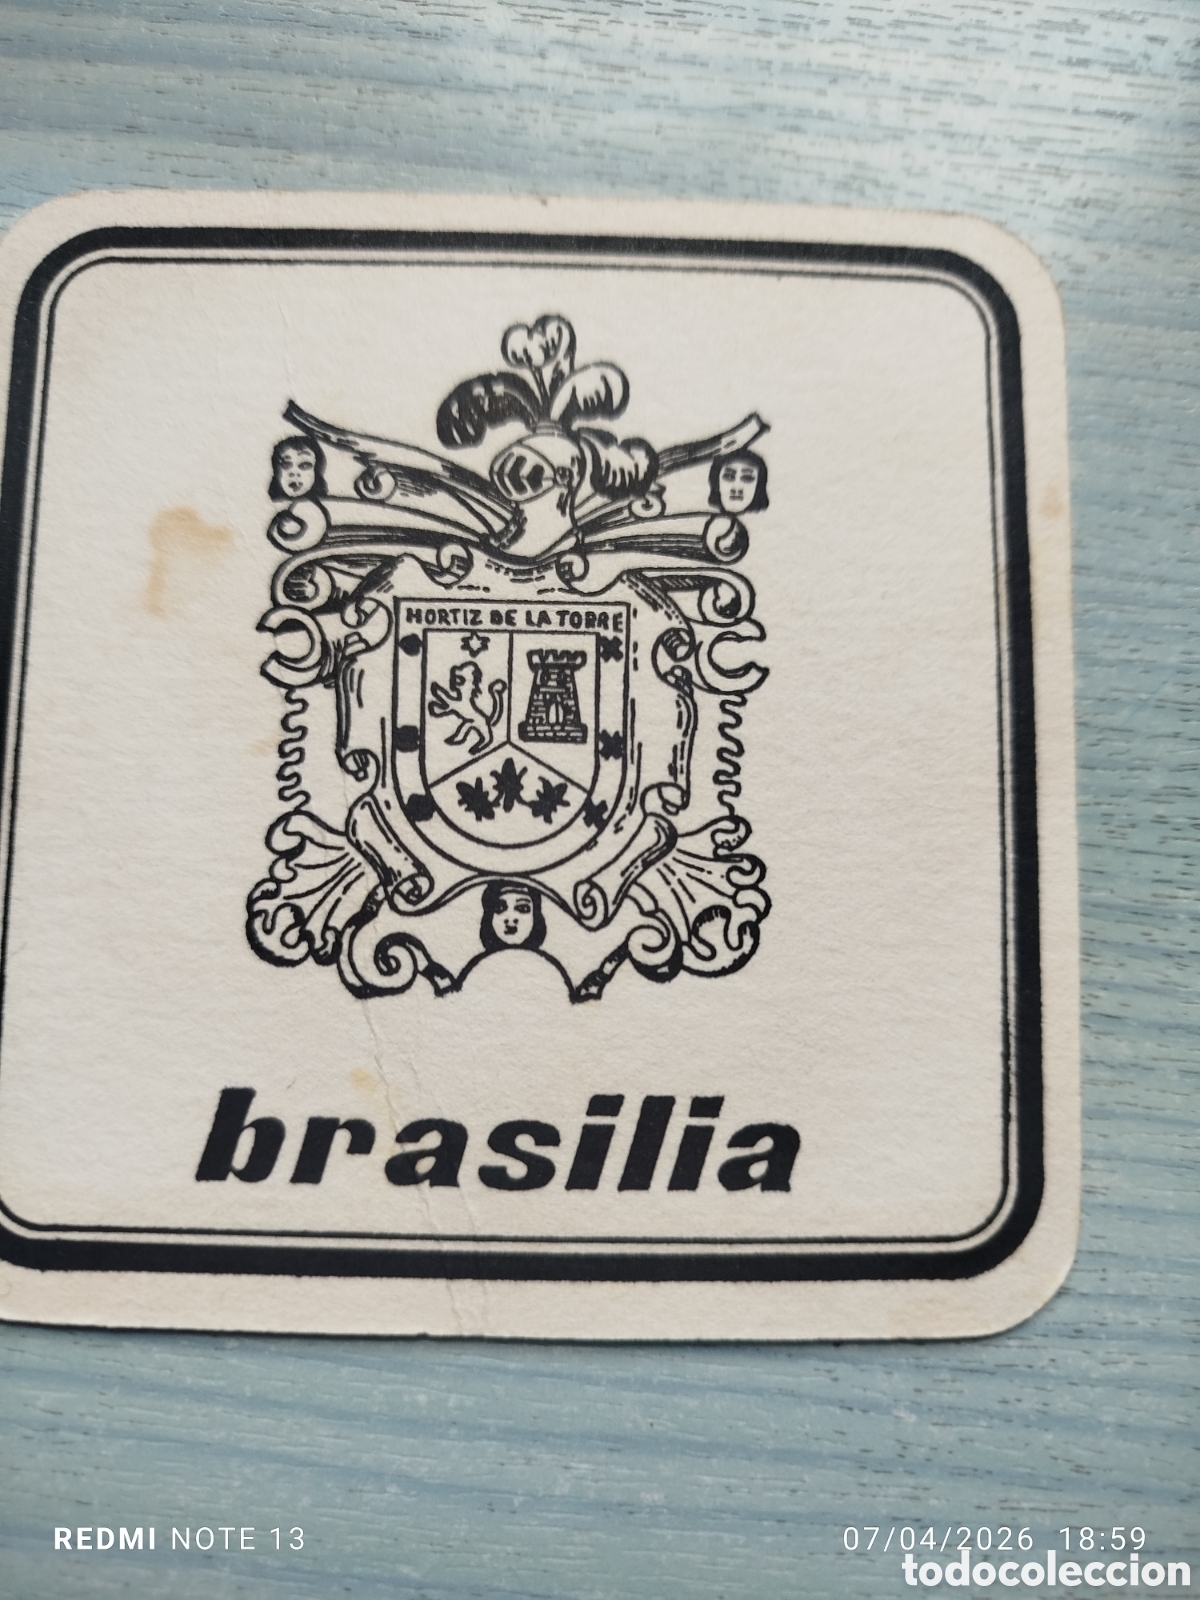 HORTIZ DE LA TORRE
brasilia
REDMI NOTE 13
07/04/2026 18:59
todocoleccion